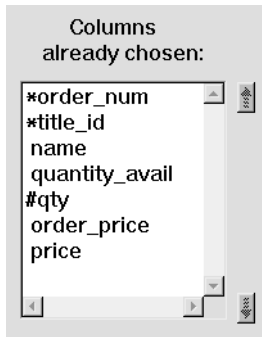 Columns
already chosen:
*order_num
*title_id
name
quantity_avail
#qty
order_price
price